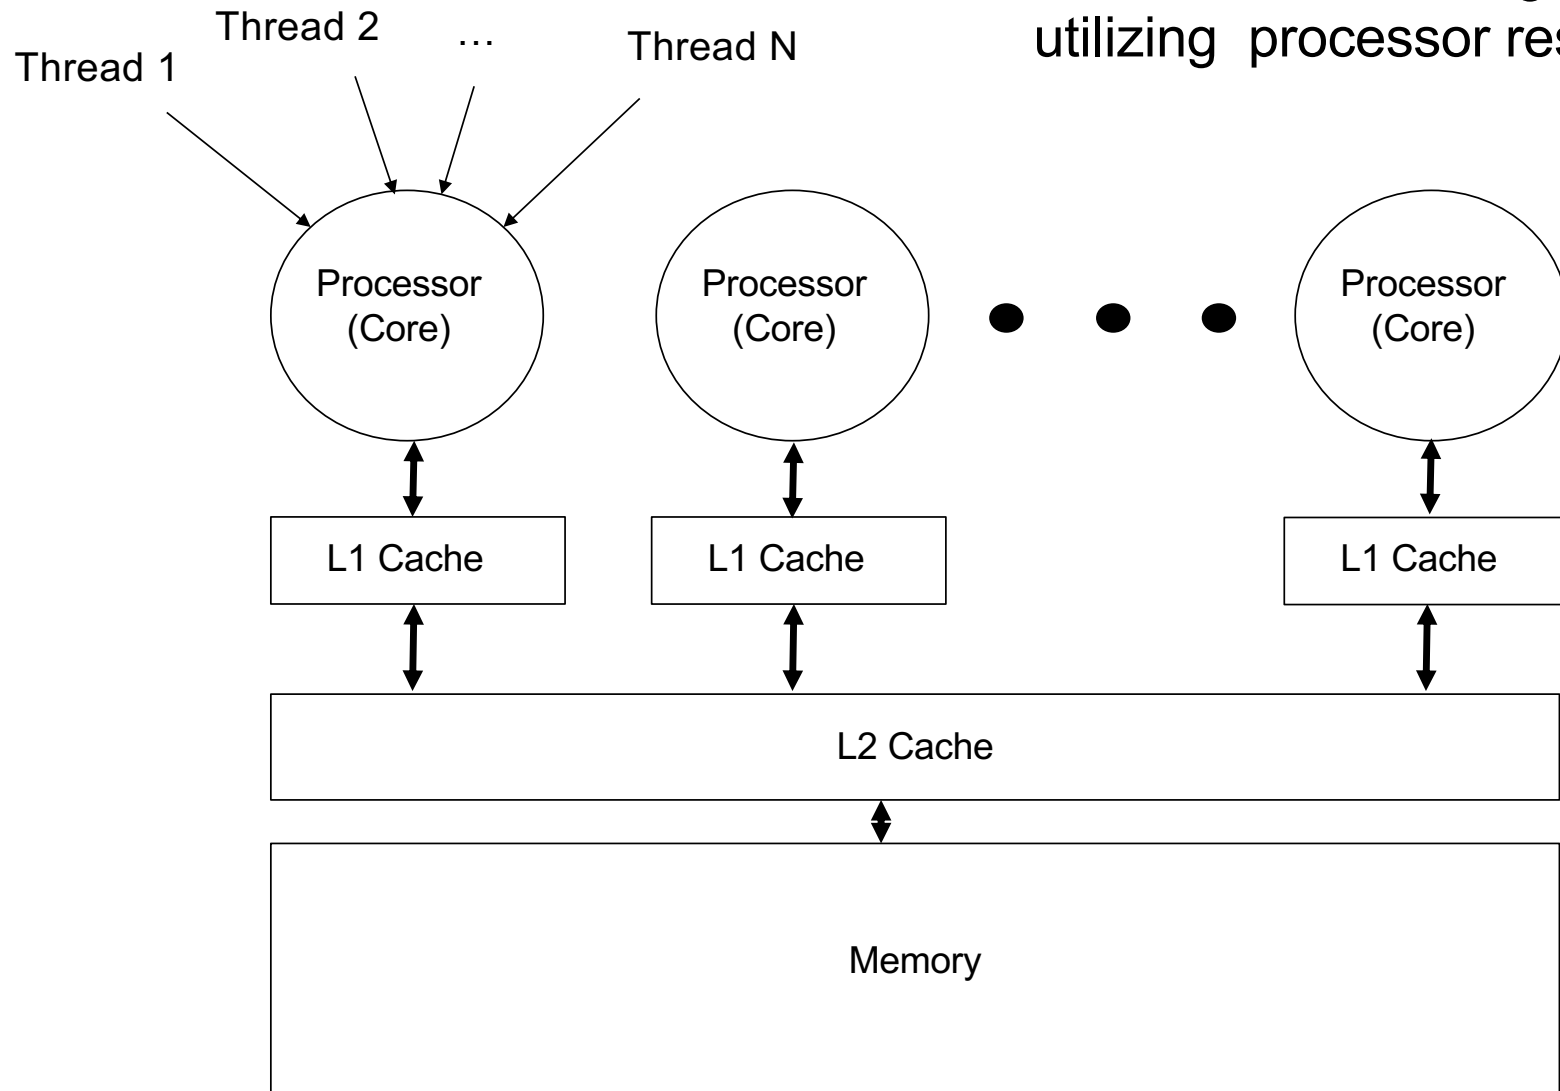 utilizing processor
Thread 1
Thread 2
...
Thread N
Processor
(Core)
Processor
(Core)
Processor
(Core)
L1 Cache
L1 Cache
L1 Cache
L2 Cache
Memory